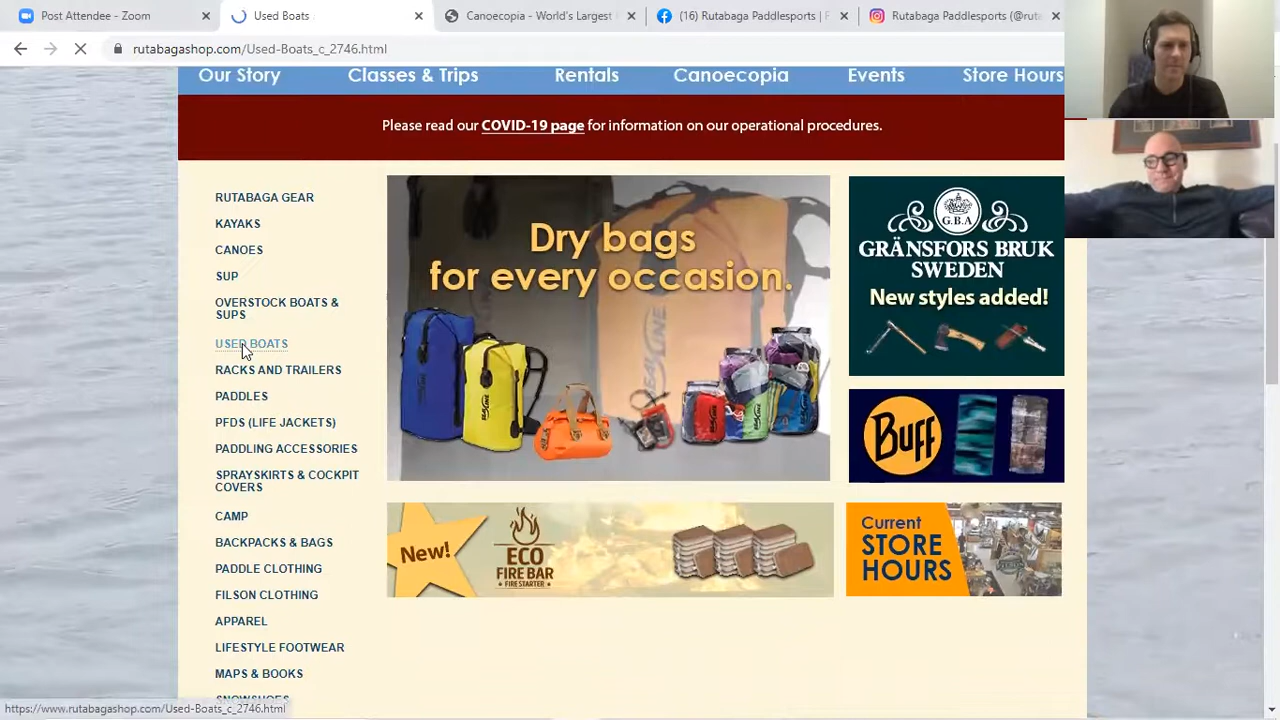 Post Attendee - Zoom
Used Boats
Canoecopia - World's Largest
(16) Rutabaga Paddlesports | F
Rutabaga Paddlesports (@ruta
rutabagashop.com/Used-Boats_c_2746.html
Our Story
Classes & Trips
Rentals
Canoecopia
Events
Store Hours
Please read our COVID-19 page for information on our operational procedures.
RUTABAGA GEAR
KAYAKS
CANOES
SUP
OVERSTOCK BOATS &
SUPS
USED BOATS
RACKS AND TRAILERS
PADDLES
PFDS (LIFE JACKETS)
PADDLING ACCESSORIES
SPRAYSKIRTS & COCKPIT
COVERS
CAMP
BACKPACKS & BAGS
PADDLE CLOTHING
FILSON CLOTHING
APPAREL
LIFESTYLE FOOTWEAR
MAPS & BOOKS
SNOWSHOES
Dry bags
for every occasion.
SEALLINE
G.B.A
GRÄNSFORS BRUK
SWEDEN
New styles added!
BUFF
New!
ECO
FIRE BAR
FIRE STARTER
Current
STORE
HOURS
https://www.rutabagashop.com/Used-Boats_c_2746.html